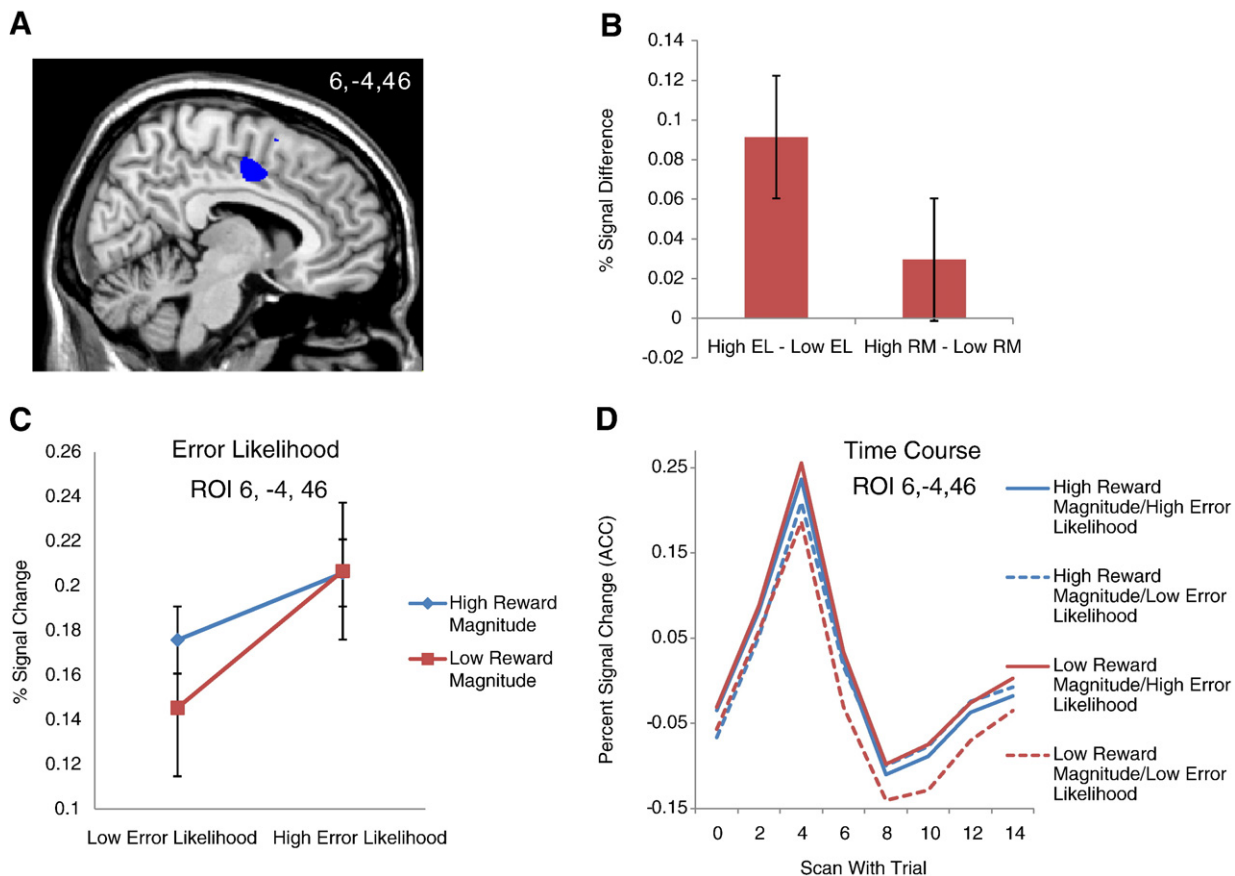 A
6,-4,46
B
0.14
0.12
0.1
0.08
0.06
0.04
0.02
0
-0.02
% Signal Difference
High EL - Low EL
High RM - Low RM
C
Error Likelihood
ROI 6, -4, 46
0.26
0.24
0.22
0.2
0.18
0.16
0.14
0.12
0.1
% Signal Change
Low Error Likelihood
High Error Likelihood
High Reward
Magnitude
Low Reward
Magnitude
D
Time Course
ROI 6,-4,46
0.25
0.15
0.05
-0.05
-0.15
Percent Signal Change (ACC)
0
2
4
6
8
10
12
14
Scan With Trial
High Reward
Magnitude/High Error
Likelihood
High Reward
Magnitude/Low Error
Likelihood
Low Reward
Magnitude/High Error
Likelihood
Low Reward
Magnitude/Low Error
Likelihood